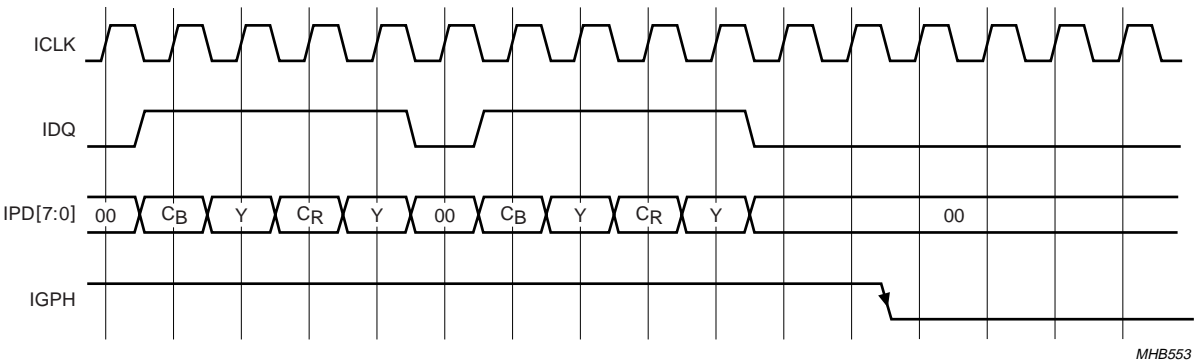 ICLK
IDQ
IPD[7:0] 00 CB Y CR Y 00 CB Y CR Y 00
IGPH
MHB553